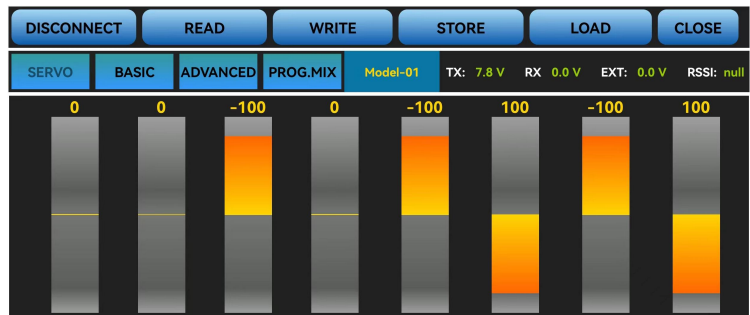 DISCONNECT READ WRITE STORE LOAD CLOSE
SERVO BASIC ADVANCED PROG.MIX Model-01 TX: 7.8 V RX 0.0 V EXT: 0.0 V RSSI: null
0 0 -100 0 -100 100 -100 100